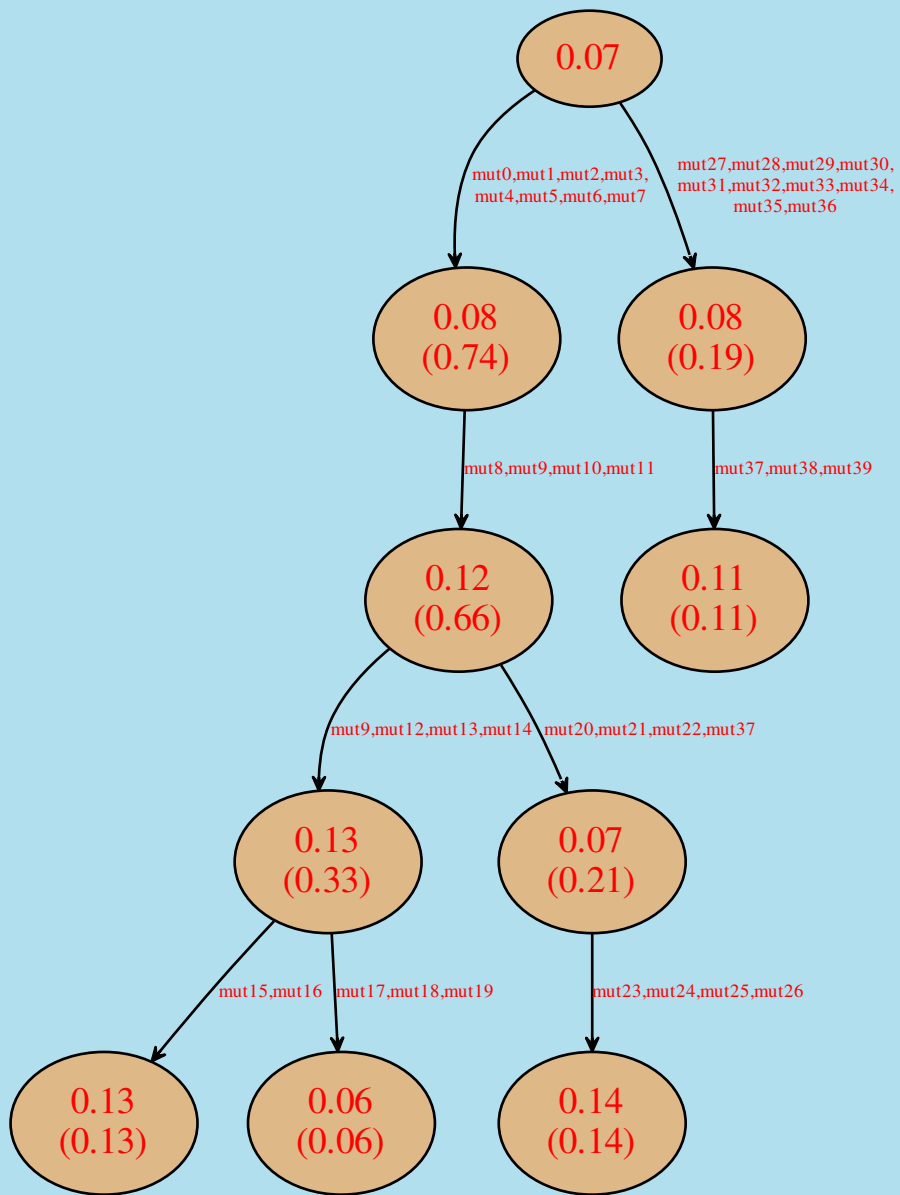 0.07
mut0,mut1,mut2,mut3,
mut4,mut5,mut6,mut7
mut27,mut28,mut29,mut30,
mut31,mut32,mut33,mut34,
mut35,mut36
0.08
(0.74)
0.08
(0.19)
mut8,mut9,mut10,mut11
mut37,mut38,mut39
0.12
(0.66)
0.11
(0.11)
mut9,mut12,mut13,mut14
mut20,mut21,mut22,mut37
0.13
(0.33)
0.07
(0.21)
mut15,mut16
mut17,mut18,mut19
mut23,mut24,mut25,mut26
0.13
(0.13)
0.06
(0.06)
0.14
(0.14)